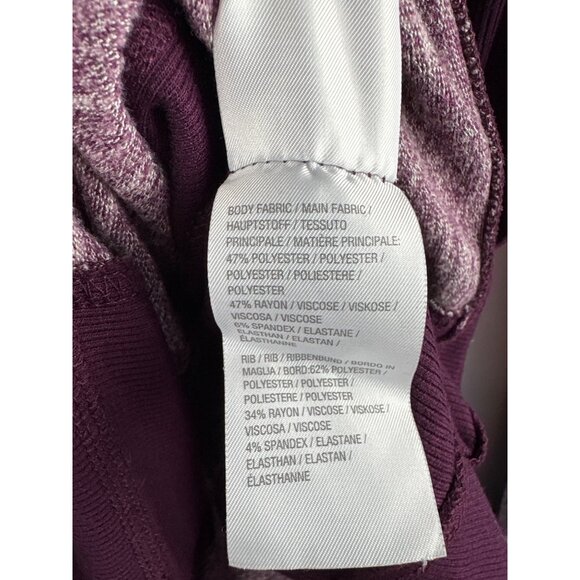 BODY FABRIC / MAIN FABRIC /
HAUPTSTOFF / TESSUTO
PRINCIPALE / MATIÈRE PRINCIPALE:
47% POLYESTER / POLYESTER /
POLYESTER / POLIESTERE /
POLYESTER
47% RAYON / VISCOSE / VISKOSE /
VISCOSA / VISCOSE
6% SPANDEX / ELASTANE /
ELASTHAN / ELASTAN /
ÉLASTHANNE
RIB / RIB / RIBBENBUND / BORDO IN
MAGLIA / BORD:62% POLYESTER /
POLYESTER / POLYESTER /
POLIESTERE / POLYESTER
34% RAYON / VISCOSE / VISKOSE /
VISCOSA / VISCOSE
4% SPANDEX / ELASTANE /
ELASTHAN / ELASTAN /
ÉLASTHANNE